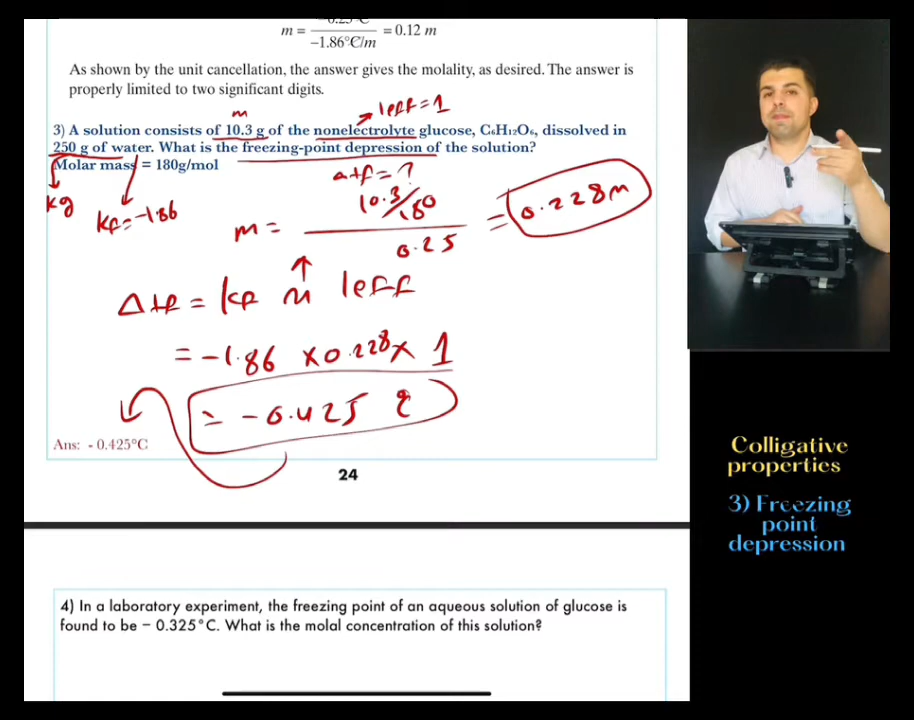 m = -0.23°C / -1.86°C/m = 0.12 m
As shown by the unit cancellation, the answer gives the molality, as desired. The answer is
properly limited to two significant digits.
m
ieff=1
3) A solution consists of 10.3 g of the nonelectrolyte glucose, C₆H₁₂O₆, dissolved in
250 g of water. What is the freezing-point depression of the solution?
Molar mass = 180g/mol
Δtf = ?
kg
kf=-1.86
m = 10.3/180 / 0.25 = 0.228 m
Δtf = kf m ieff
= -1.86 × 0.228 × 1
= -0.425 °C
Ans: - 0.425°C
24
Colligative
properties
3) Freezing
point
depression
4) In a laboratory experiment, the freezing point of an aqueous solution of glucose is
found to be − 0.325°C. What is the molal concentration of this solution?